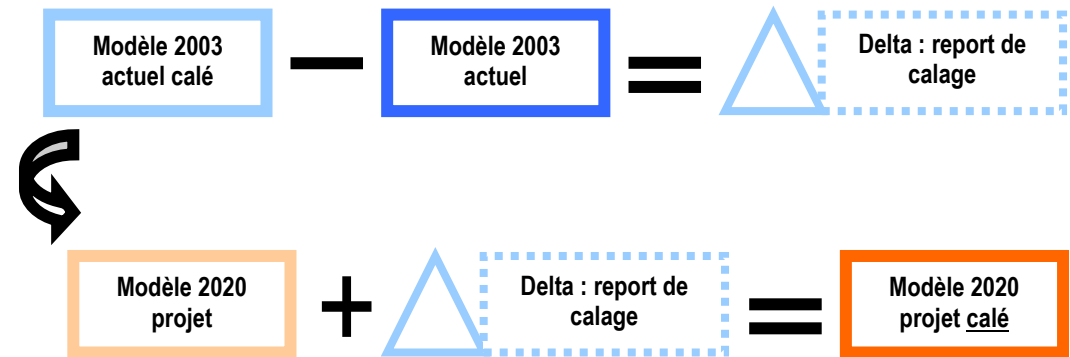 Modèle 2003
actuel calé
Modèle 2003
actuel
Delta : report de
calage
Modèle 2020
projet
Delta : report de
calage
Modèle 2020
projet calé